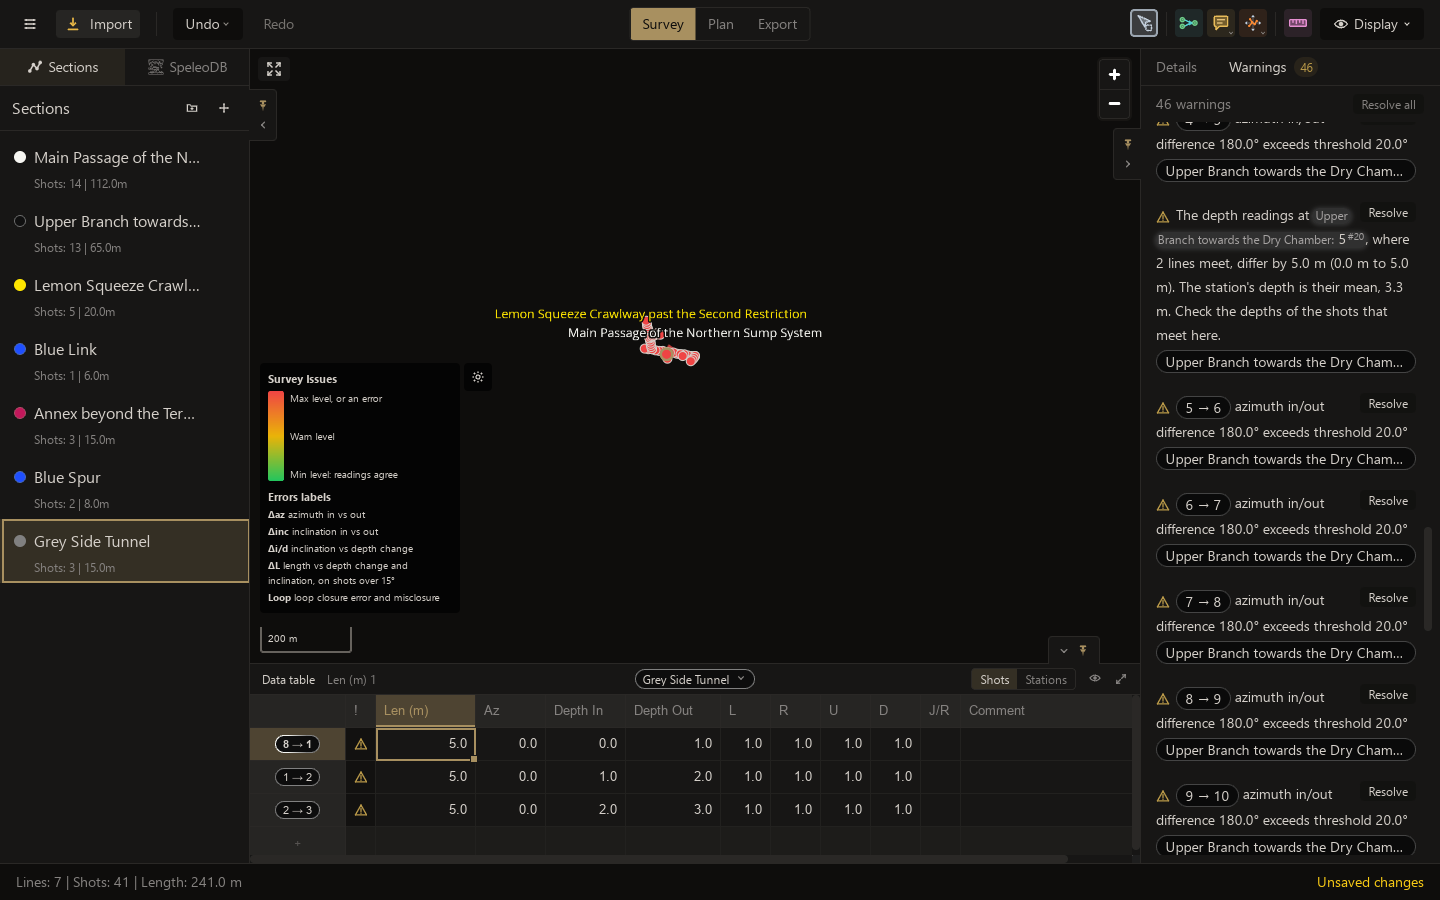 Import
Undo
Redo
Survey
Plan
Export
Display
Sections
SpeleoDB
Sections
Main Passage of the N...
Shots: 14 | 112.0m
Upper Branch towards...
Shots: 13 | 65.0m
Lemon Squeeze Crawl...
Shots: 5 | 20.0m
Blue Link
Shots: 1 | 6.0m
Annex beyond the Ter...
Shots: 3 | 15.0m
Blue Spur
Shots: 2 | 8.0m
Grey Side Tunnel
Shots: 3 | 15.0m
Lemon Squeeze Crawlway past the Second Restriction
Main Passage of the Northern Sump System
Survey Issues
Max level, or an error
Warn level
Min level: readings agree
Errors labels
Δaz azimuth in vs out
Δinc inclination in vs out
Δi/d inclination vs depth change
ΔL length vs depth change and
inclination, on shots over 15°
Loop loop closure error and misclosure
200 m
Data table Len (m) 1
Grey Side Tunnel
Shots
Stations
! Len (m) Az Depth In Depth Out L R U D J/R Comment
8 → 1 5.0 0.0 0.0 1.0 1.0 1.0 1.0 1.0
1 → 2 5.0 0.0 1.0 2.0 1.0 1.0 1.0 1.0
2 → 3 5.0 0.0 2.0 3.0 1.0 1.0 1.0 1.0
+
Details
Warnings 46
46 warnings
Resolve all
difference 180.0° exceeds threshold 20.0°
Upper Branch towards the Dry Cham...
The depth readings at Upper
Resolve
Branch towards the Dry Chamber: 5 #20, where
2 lines meet, differ by 5.0 m (0.0 m to 5.0
m). The station's depth is their mean, 3.3
m. Check the depths of the shots that
meet here.
Upper Branch towards the Dry Cham...
5 → 6 azimuth in/out
Resolve
difference 180.0° exceeds threshold 20.0°
Upper Branch towards the Dry Cham...
6 → 7 azimuth in/out
Resolve
difference 180.0° exceeds threshold 20.0°
Upper Branch towards the Dry Cham...
7 → 8 azimuth in/out
Resolve
difference 180.0° exceeds threshold 20.0°
Upper Branch towards the Dry Cham...
8 → 9 azimuth in/out
Resolve
difference 180.0° exceeds threshold 20.0°
Upper Branch towards the Dry Cham...
9 → 10 azimuth in/out
Resolve
difference 180.0° exceeds threshold 20.0°
Upper Branch towards the Dry Cham...
Lines: 7 | Shots: 41 | Length: 241.0 m
Unsaved changes